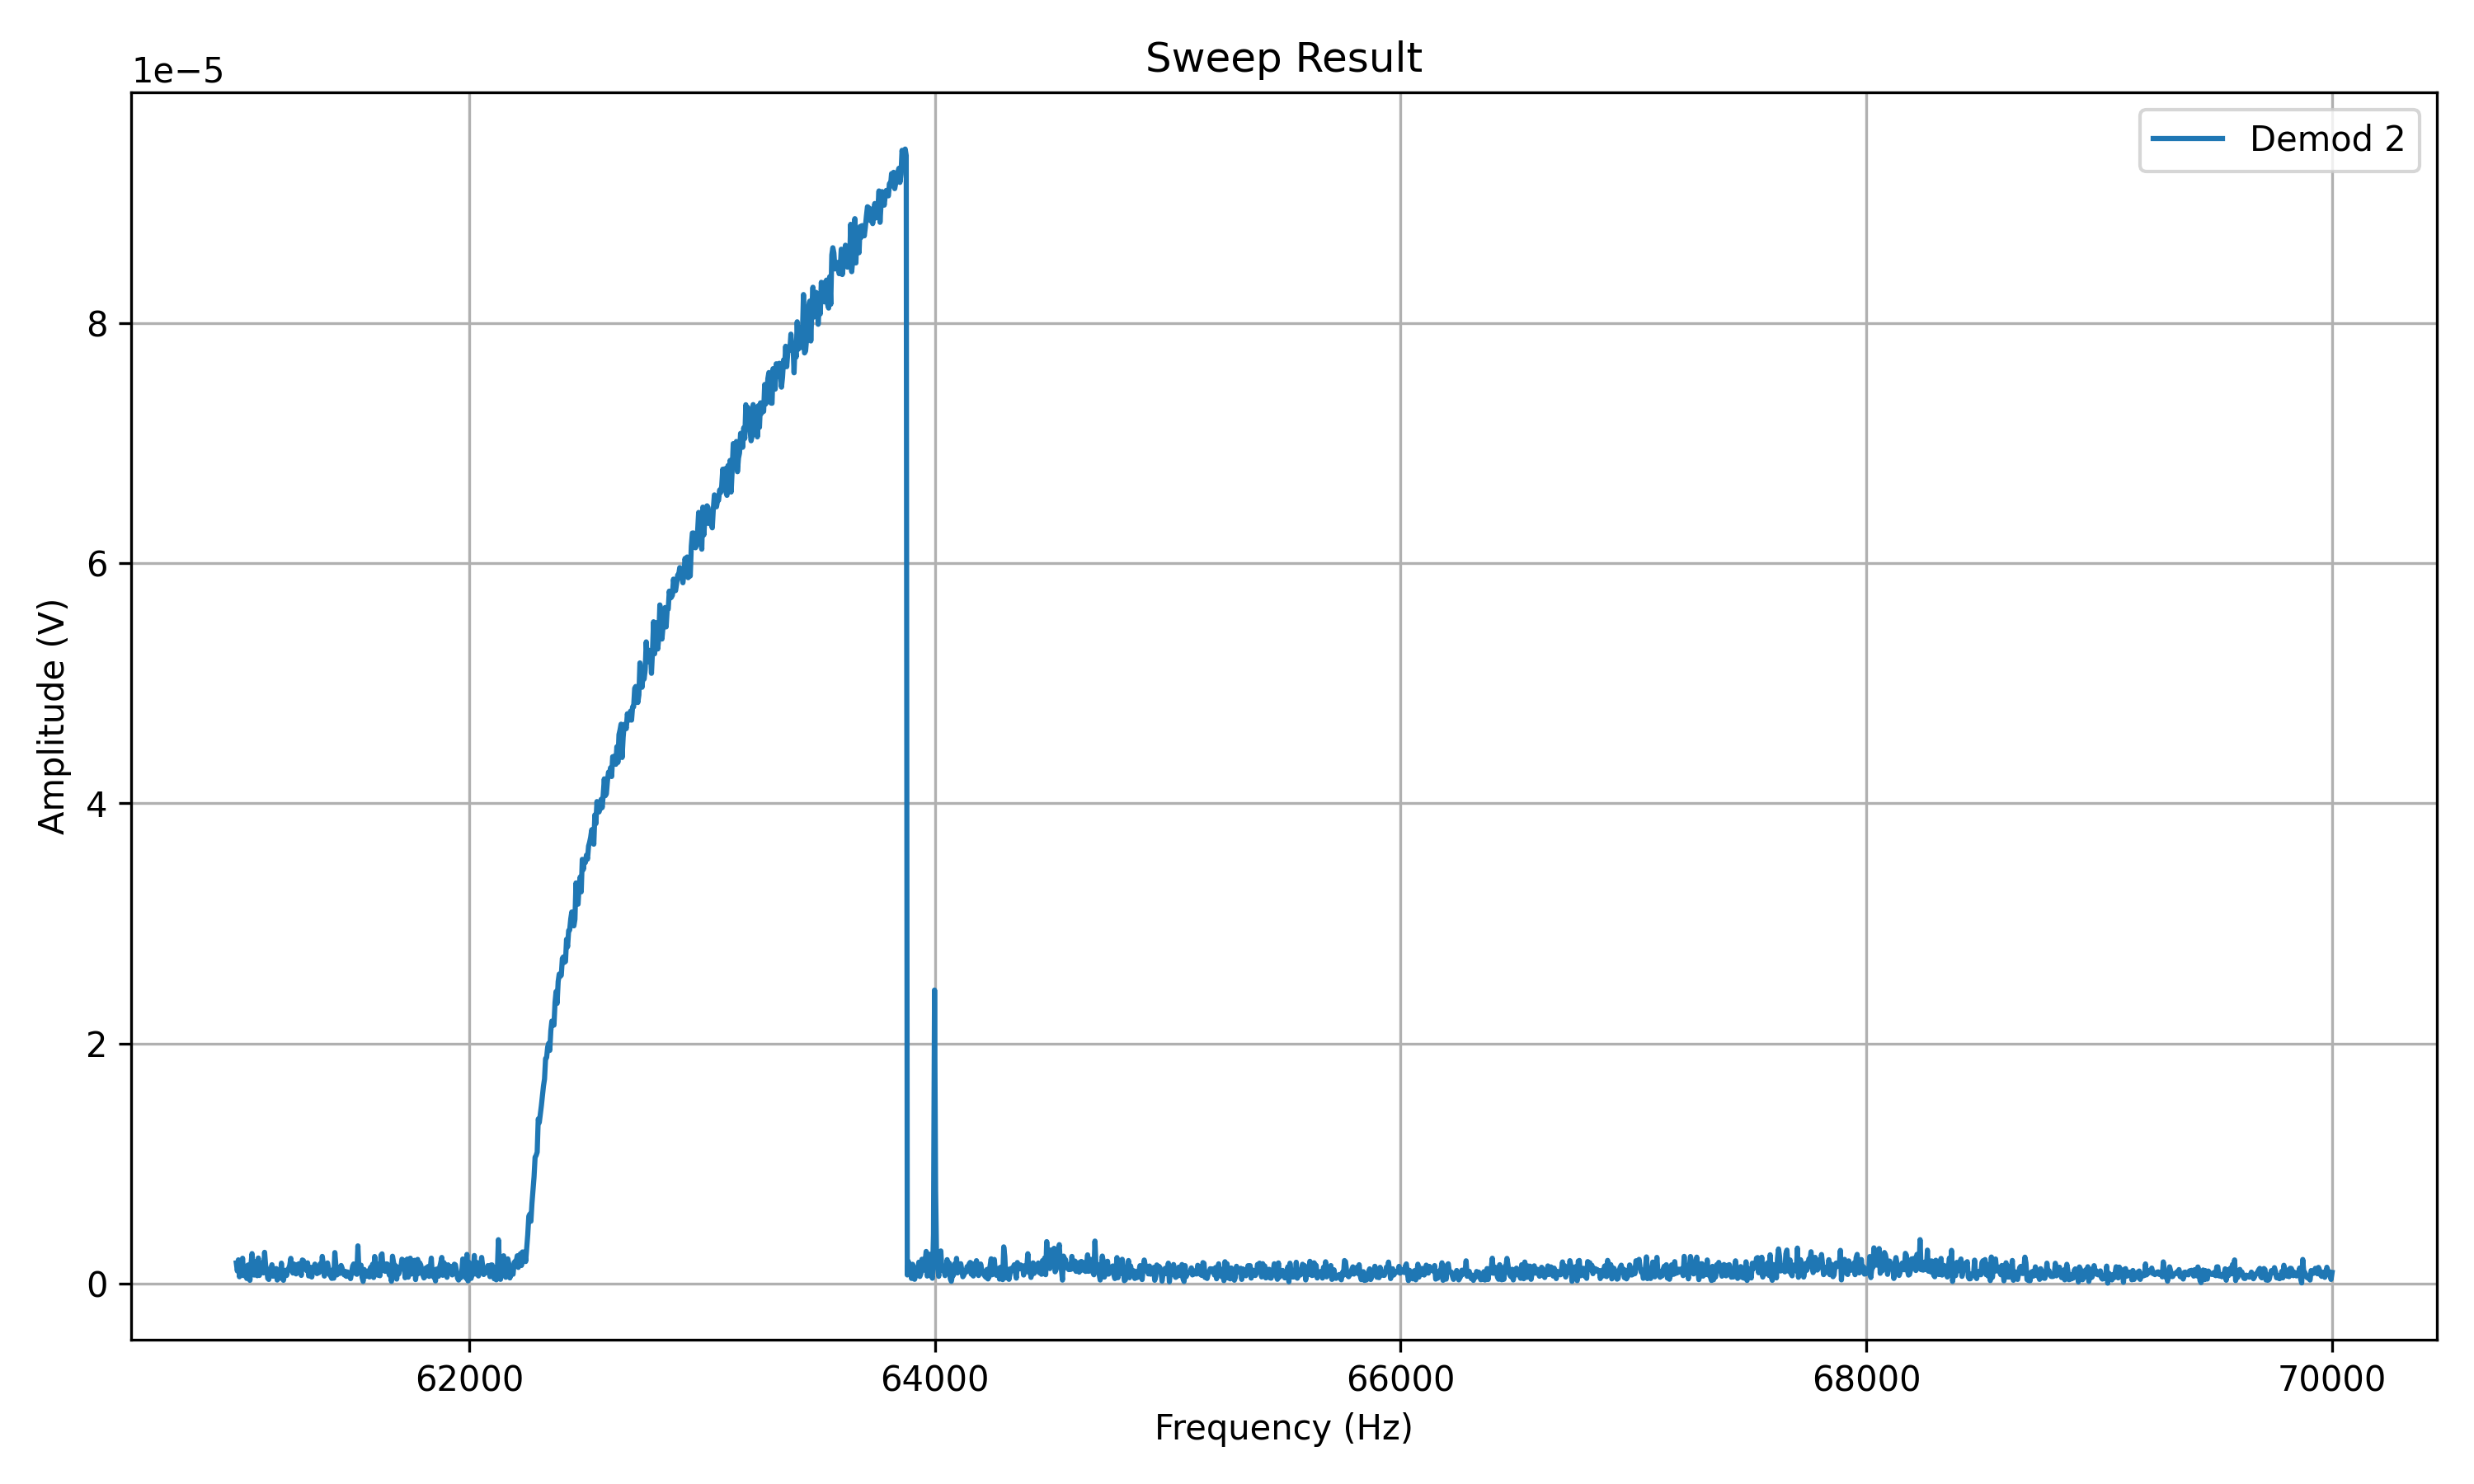 Sweep Result
1e−5
Demod 2
8
6
4
2
0
Amplitude (V)
62000 64000 66000 68000 70000
Frequency (Hz)